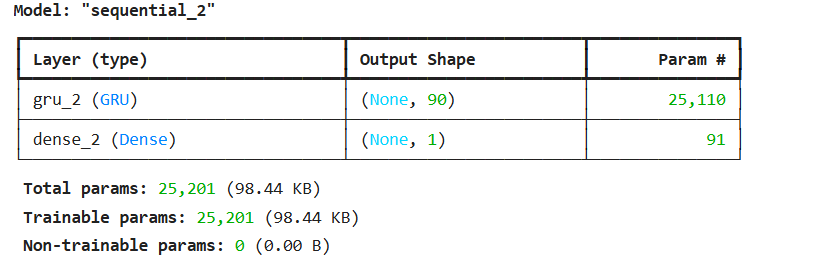 Model: "sequential_2"
Layer (type) Output Shape Param #
gru_2 (GRU) (None, 90) 25,110
dense_2 (Dense) (None, 1) 91
Total params: 25,201 (98.44 KB)
Trainable params: 25,201 (98.44 KB)
Non-trainable params: 0 (0.00 B)